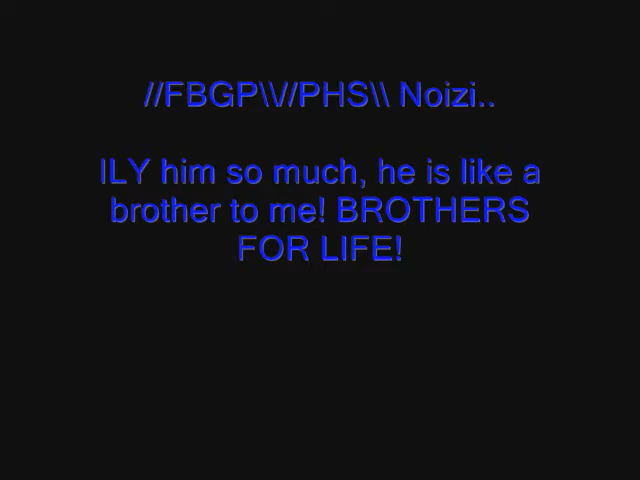 //FBGP\\//PHS\\ Noizi..
ILY him so much, he is like a
brother to me! BROTHERS
FOR LIFE!